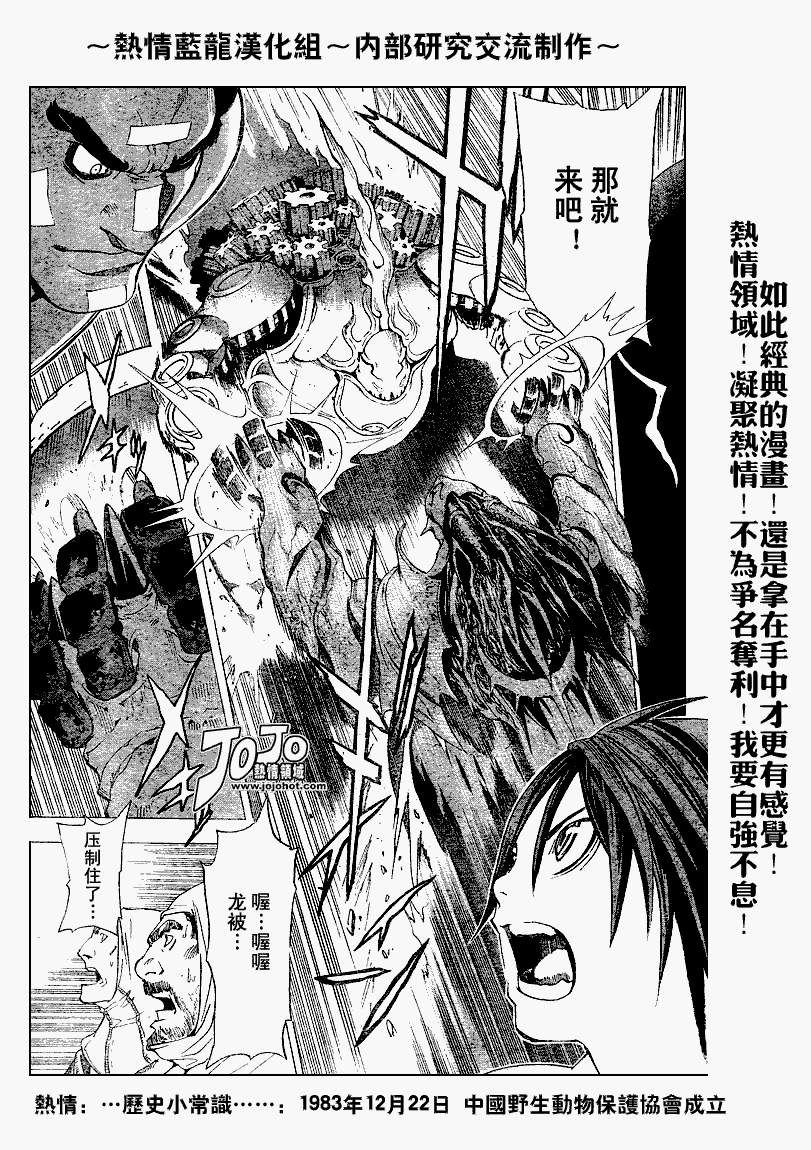 ～熱情藍龍漢化組～内部研究交流制作～
那就
来吧！
如此經典的漫畫！還是拿在手中才更有感覺！
熱情領域！凝聚熱情！不為爭名奪利！我要自強不息！
JOJO
熱情領域
www.jojohot.com
喔…喔喔
龙被…
压制住了…
熱情：…歷史小常識……：1983年12月22日 中國野生動物保護協會成立